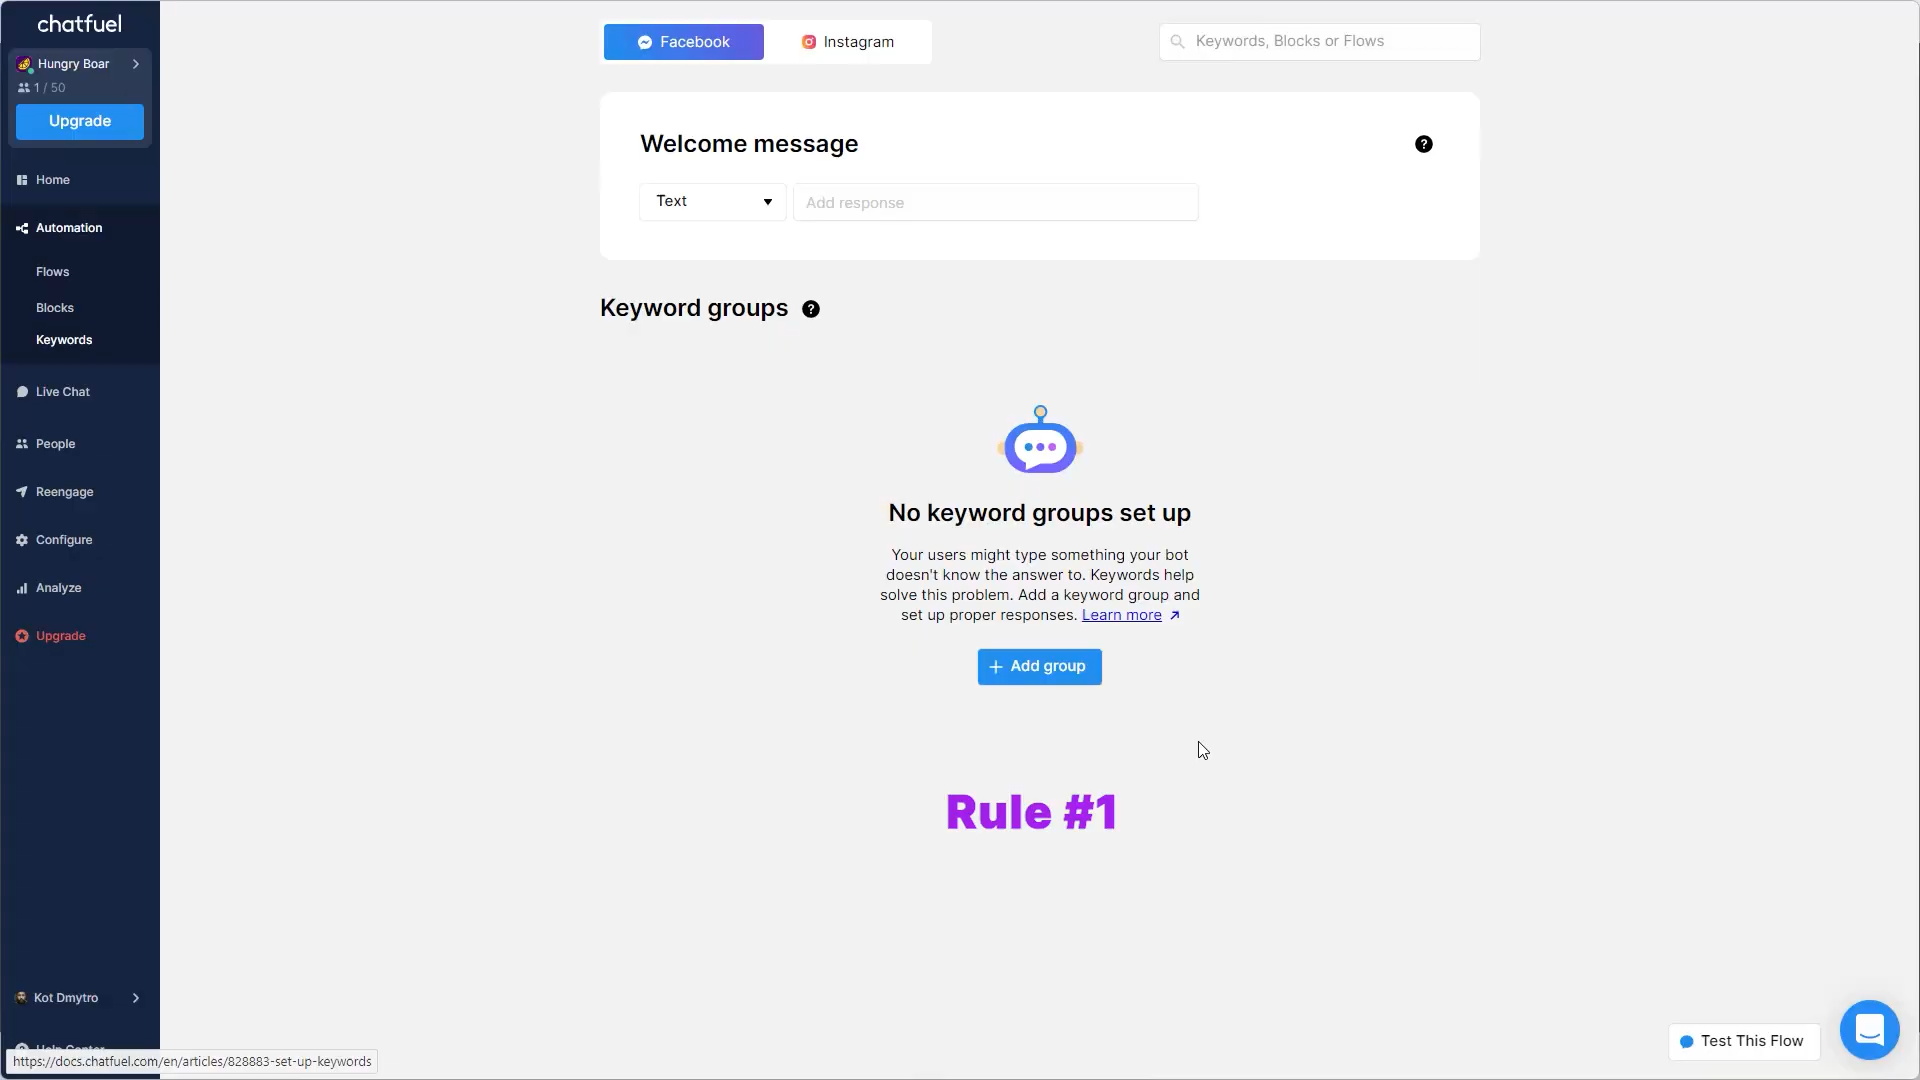 chatfuel
Hungry Boar
1 / 50
Upgrade
Home
Automation
Flows
Blocks
Keywords
Live Chat
People
Reengage
Configure
Analyze
Upgrade
Kot Dmytro
Help Center
https://docs.chatfuel.com/en/articles/828883-set-up-keywords
Facebook
Instagram
Keywords, Blocks or Flows
Welcome message
?
Text
Add response
Keyword groups ?
No keyword groups set up
Your users might type something your bot
doesn't know the answer to. Keywords help
solve this problem. Add a keyword group and
set up proper responses. Learn more
+ Add group
Rule #1
Test This Flow